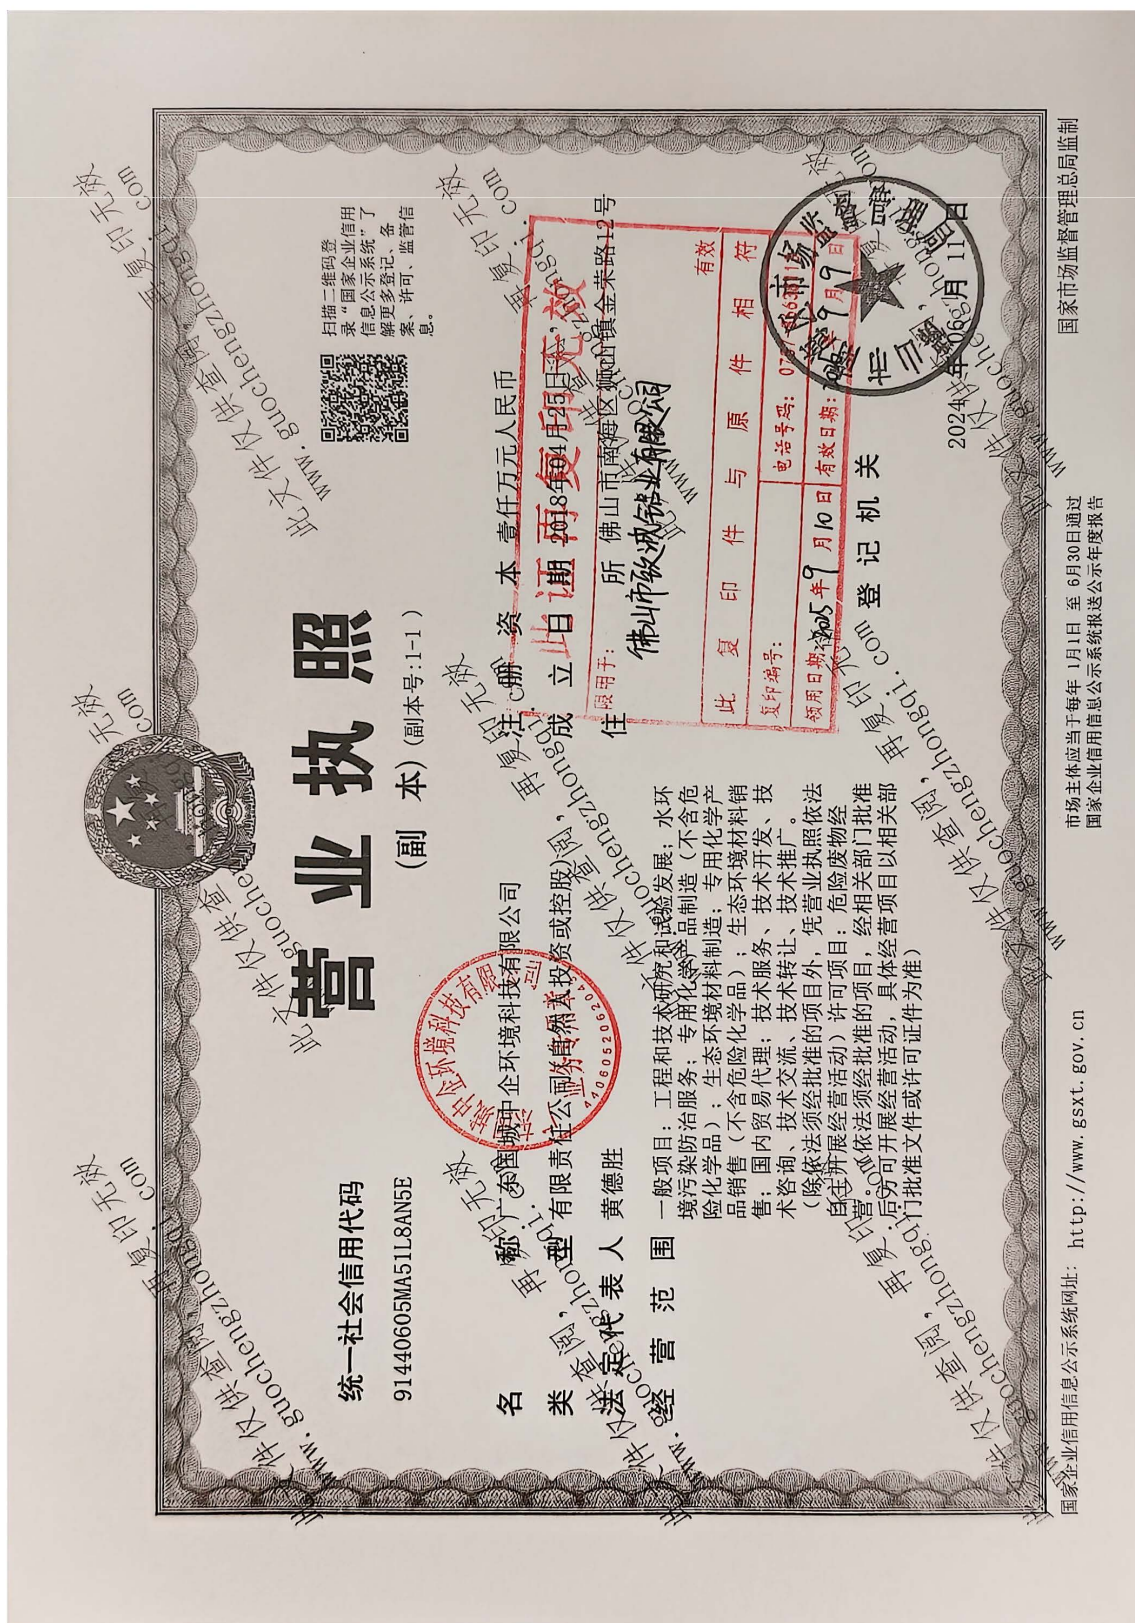 营业执照
(副 本)(副本号:1-1)
统一社会信用代码
91440605MA51L8AN5E
扫描二维码登
录“国家企业信用
信息公示系统”了
解更多登记、备
案、许可、监管信
息。
名 称 广东国城中企环境科技有限公司
类 型 有限责任公司(自然人投资或控股)
法定代表人 黄德胜
经营范围 一般项目:工程和技术研究和试验发展;水环
境污染防治服务;专用化学产品制造(不含危
险化学品);生态环境材料制造;专用化学产
品销售(不含危险化学品);生态环境材料销
售;国内贸易代理;技术服务、技术开发、技
术咨询、技术交流、技术转让、技术推广。
(除依法须经批准的项目外,凭营业执照依法
自主开展经营活动)许可项目:危险废物经
营。(依法须经批准的项目,经相关部门批准
后方可开展经营活动,具体经营项目以相关部
门批准文件或许可证件为准)
注册资本 壹仟万元人民币
成立日期 2018年04月25日
住 所 佛山市南海区狮山镇金荣路12号
此证再复印无效
限用于:
有效
此复印件与原件相符
复印编号:
电话号码:
领用日期:2025年9月10日
有效日期:
登记机关
2024年06月11日
此文件仅供查阅,再复印无效
www.guochengzhongqi.com
国家企业信用信息公示系统网址: http://www.gsxt.gov.cn
市场主体应当于每年 1月1日 至 6月30日通过
国家企业信用信息公示系统报送公示年度报告
国家市场监督管理总局监制